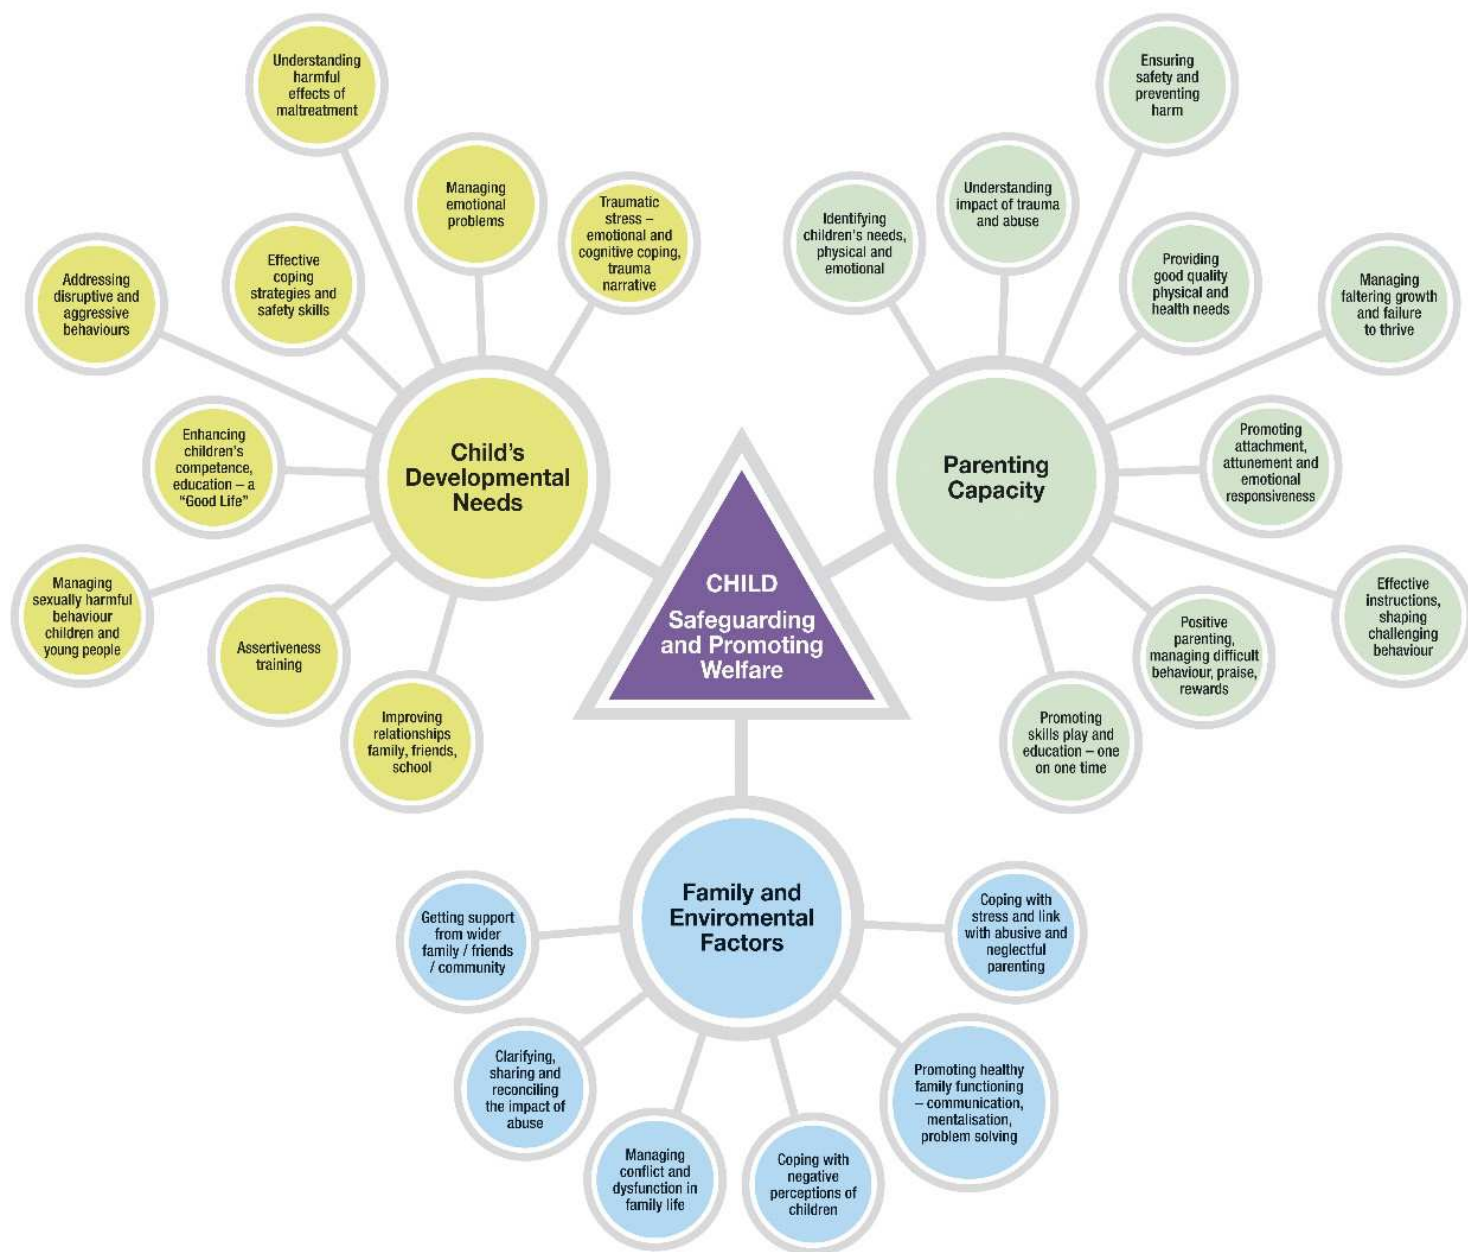 Understanding
harmful
effects of
maltreatment
Managing
emotional
problems
Traumatic
stress –
emotional and
cognitive coping,
trauma
narrative
Effective
coping
strategies and
safety skills
Addressing
disruptive and
aggressive
behaviours
Enhancing
children's
competence,
education – a
“Good Life”
Managing
sexually harmful
behaviour
children and
young people
Assertiveness
training
Improving
relationships
family, friends,
school
Child’s
Developmental
Needs
Ensuring
safety and
preventing
harm
Understanding
impact of trauma
and abuse
Identifying
children's needs,
physical and
emotional
Providing
good quality
physical and
health needs
Managing
faltering growth
and failure
to thrive
Promoting
attachment,
attunement and
emotional
responsiveness
Effective
instructions,
shaping
challenging
behaviour
Positive
parenting,
managing difficult
behaviour, praise,
rewards
Promoting
skills play and
education – one
on one time
Parenting
Capacity
CHILD
Safeguarding
and Promoting
Welfare
Family and
Enviromental
Factors
Getting support
from wider
family / friends
/ community
Clarifying,
sharing and
reconciling
the impact of
abuse
Managing
conflict and
dysfunction in
family life
Coping with
negative
perceptions of
children
Promoting healthy
family functioning
– communication,
mentalisation,
problem solving
Coping with
stress and link
with abusive and
neglectful
parenting